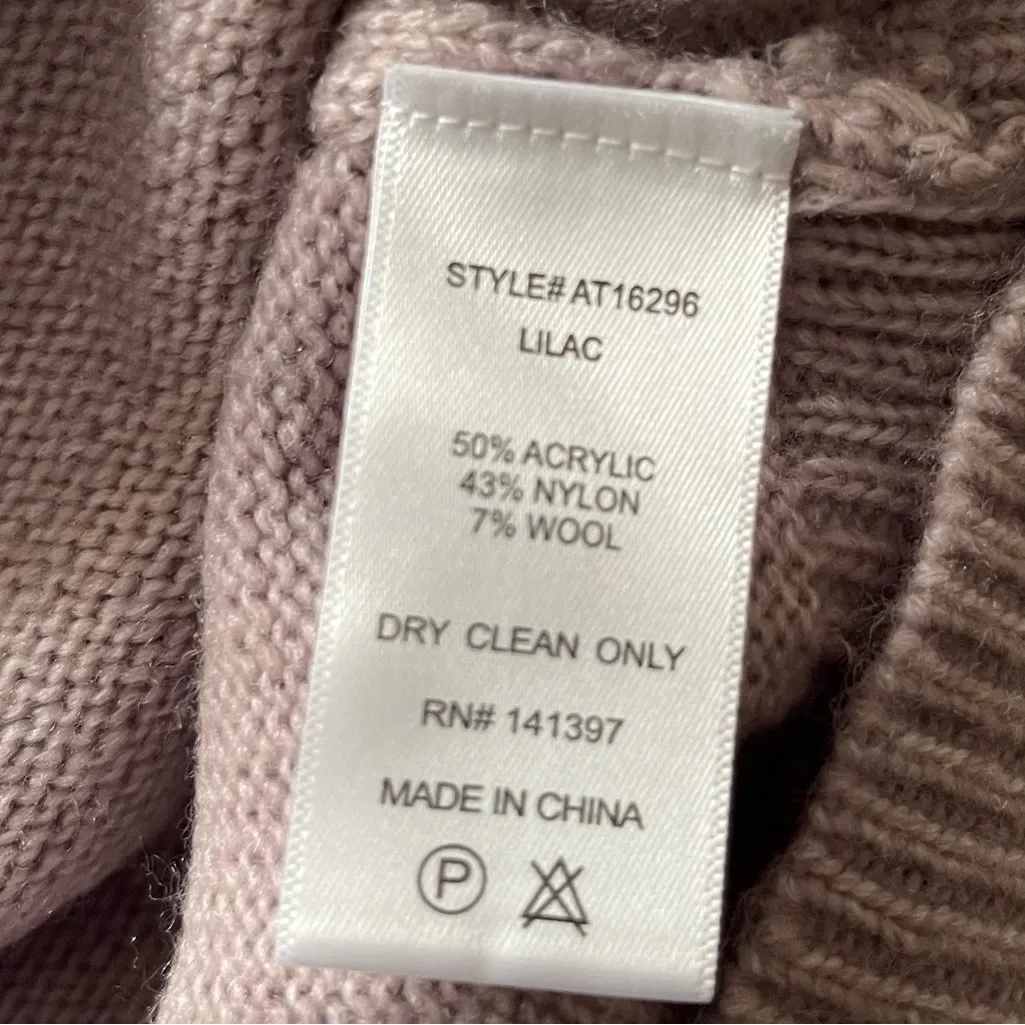 STYLE# AT16296
LILAC
50% ACRYLIC
43% NYLON
7% WOOL
DRY CLEAN ONLY
RN# 141397
MADE IN CHINA
P